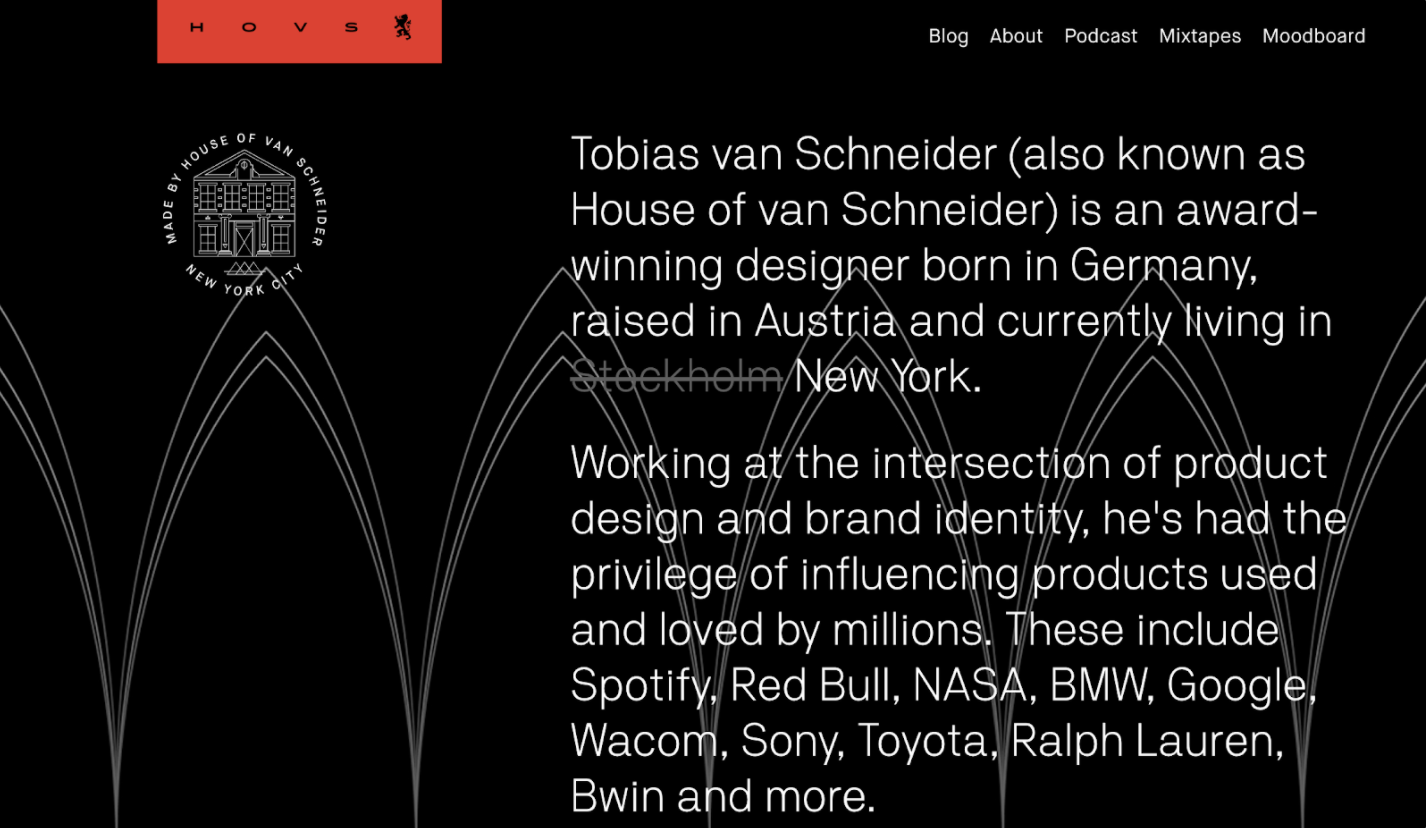 H O V S
Blog About Podcast Mixtapes Moodboard
MADE BY HOUSE OF VAN SCHNEIDER
NEW YORK CITY
Tobias van Schneider (also known as
House of van Schneider) is an award-
winning designer born in Germany,
raised in Austria and currently living in
Stockholm New York.
Working at the intersection of product
design and brand identity, he's had the
privilege of influencing products used
and loved by millions. These include
Spotify, Red Bull, NASA, BMW, Google,
Wacom, Sony, Toyota, Ralph Lauren,
Bwin and more.